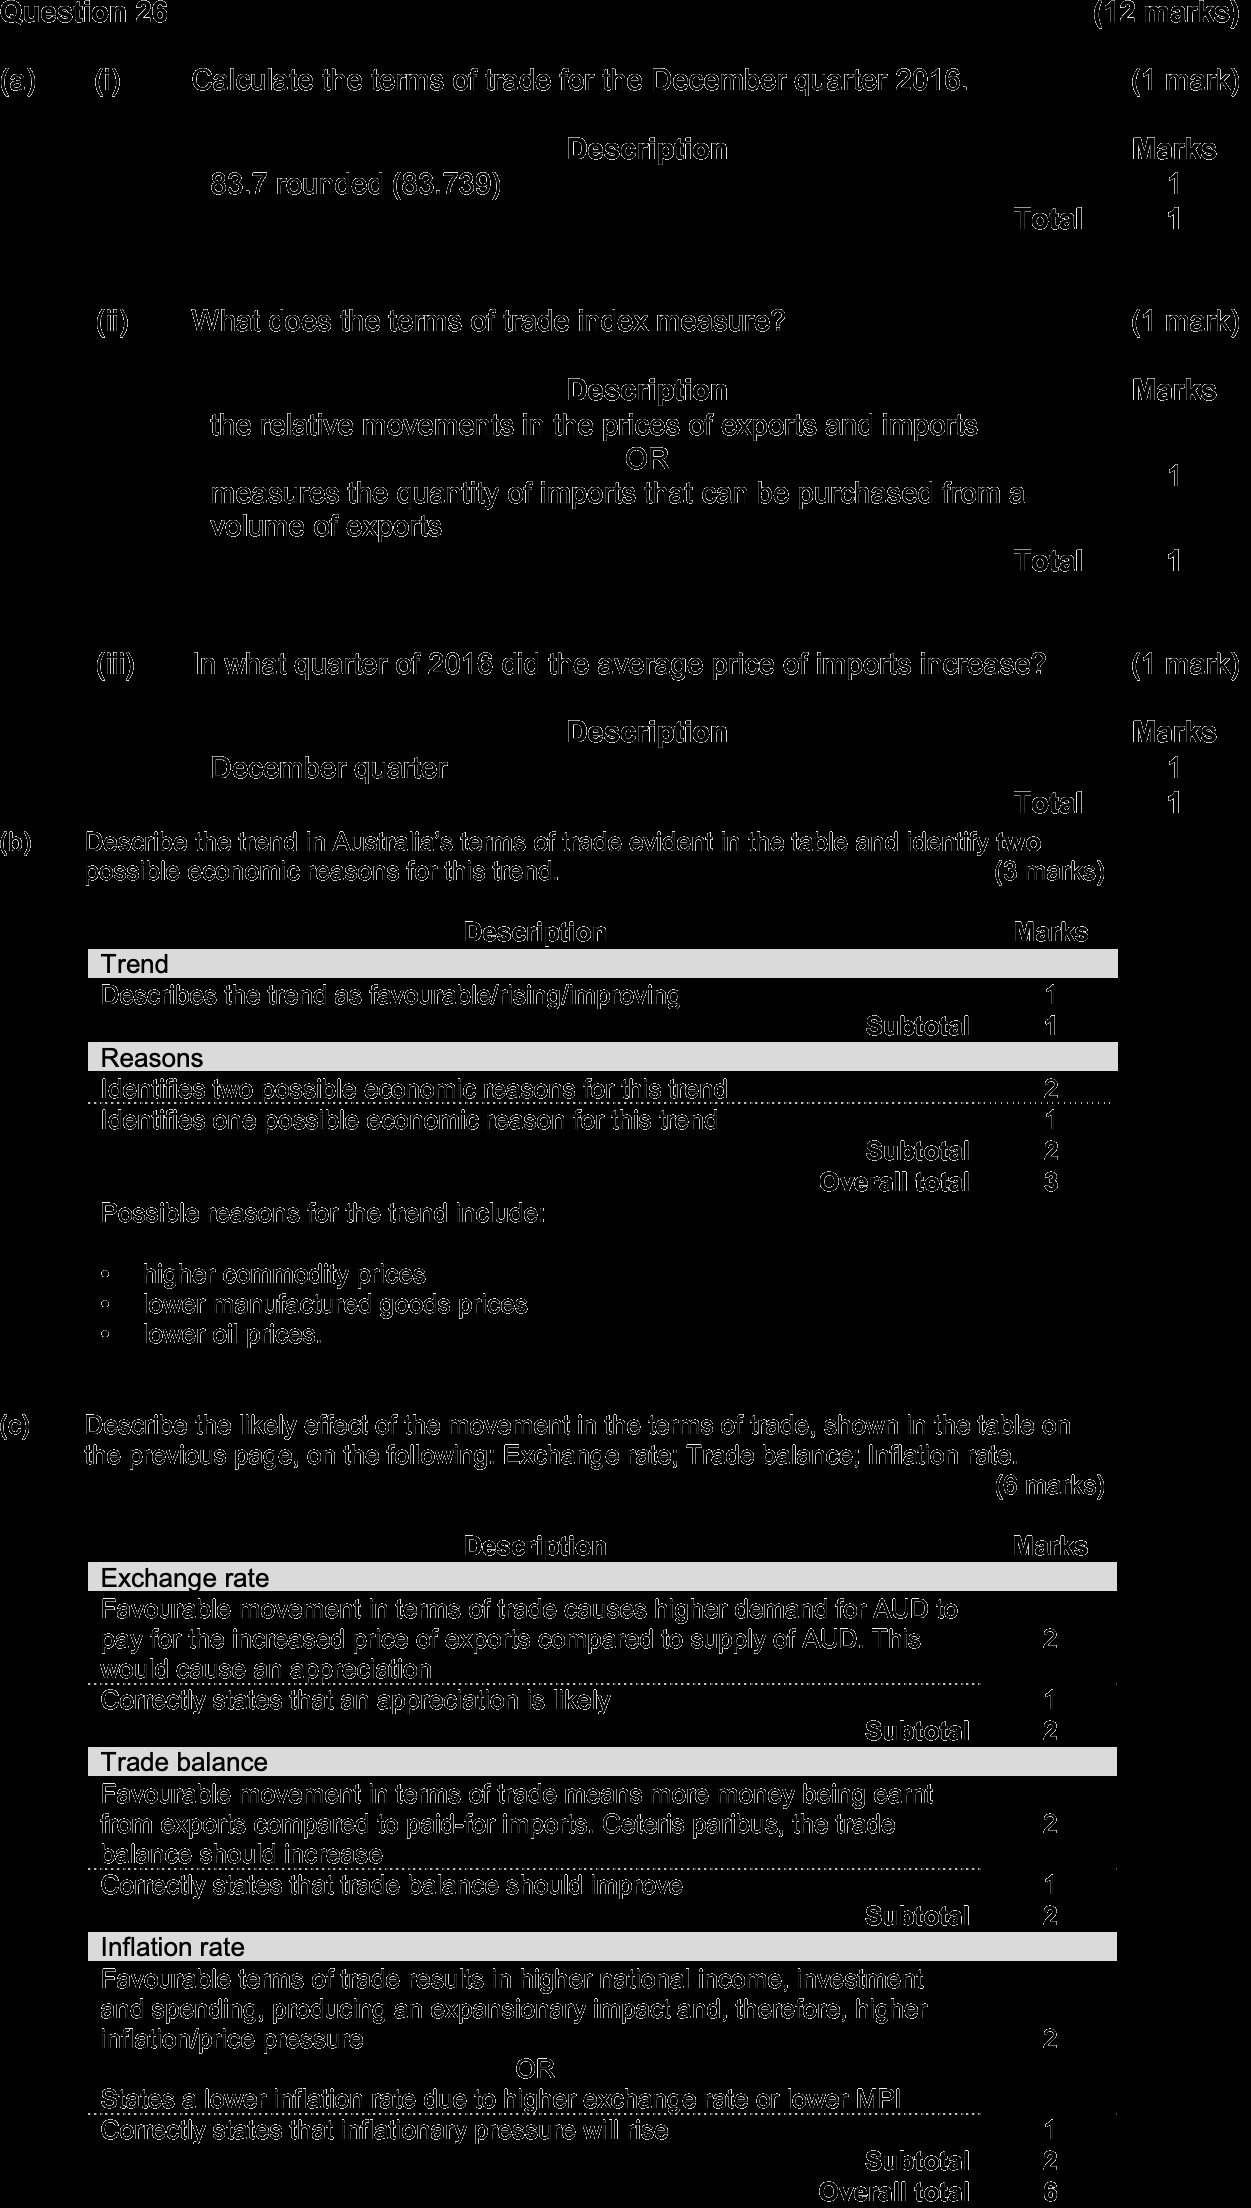 Question 26 (12 marks)
(a) (i) Calculate the terms of trade for the December quarter 2016. (1 mark)
Description Marks
83.7 rounded (83.739) 1
Total 1
(ii) What does the terms of trade index measure? (1 mark)
Description Marks
the relative movements in the prices of exports and imports
OR
1
measures the quantity of imports that can be purchased from a
volume of exports
Total 1
(iii) In what quarter of 2016 did the average price of imports increase? (1 mark)
Description Marks
December quarter 1
Total 1
(b) Describe the trend in Australia's terms of trade evident in the table and identify two
possible economic reasons for this trend. (3 marks)
Description Marks
Trend
Describes the trend as favourable/rising/improving 1
Subtotal 1
Reasons
Identifies two possible economic reasons for this trend 2
Identifies one possible economic reason for this trend 1
Subtotal 2
Overall total 3
Possible reasons for the trend include:
• higher commodity prices
• lower manufactured goods prices
• lower oil prices.
(c) Describe the likely effect of the movement in the terms of trade, shown in the table on
the previous page, on the following: Exchange rate; Trade balance; Inflation rate.
(6 marks)
Description Marks
Exchange rate
Favourable movement in terms of trade causes higher demand for AUD to
pay for the increased price of exports compared to supply of AUD. This 2
would cause an appreciation
Correctly states that an appreciation is likely 1
Subtotal 2
Trade balance
Favourable movement in terms of trade means more money being earnt
from exports compared to paid-for imports. Ceteris paribus, the trade 2
balance should increase
Correctly states that trade balance should improve 1
Subtotal 2
Inflation rate
Favourable terms of trade results in higher national income, investment
and spending, producing an expansionary impact and, therefore, higher
inflation/price pressure 2
OR
States a lower inflation rate due to higher exchange rate or lower MPI
Correctly states that inflationary pressure will rise 1
Subtotal 2
Overall total 6